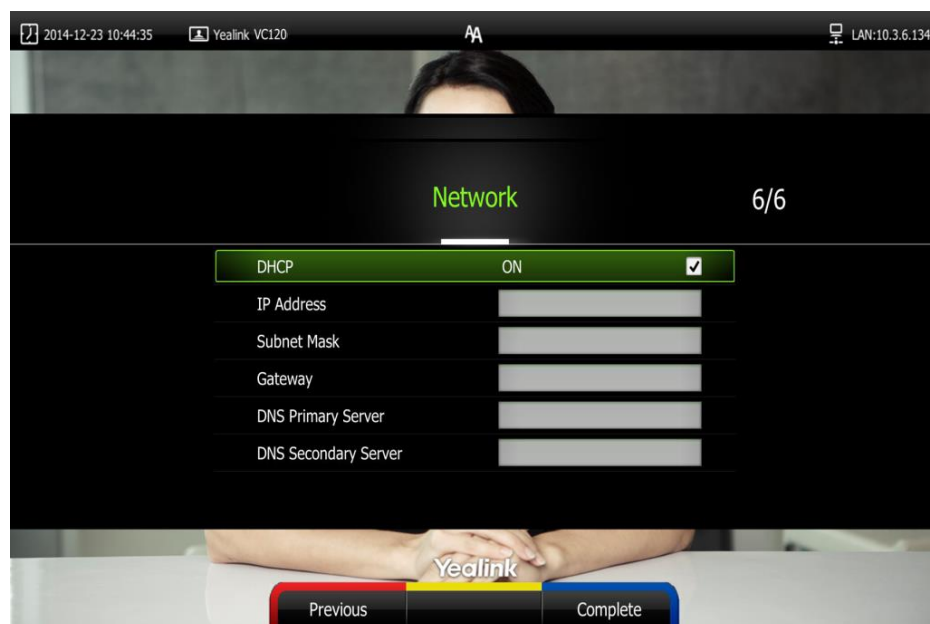 2014-12-23 10:44:35 Yealink VC120 AA LAN:10.3.6.134
Network 6/6
DHCP ON
IP Address
Subnet Mask
Gateway
DNS Primary Server
DNS Secondary Server
Yealink
Previous Complete